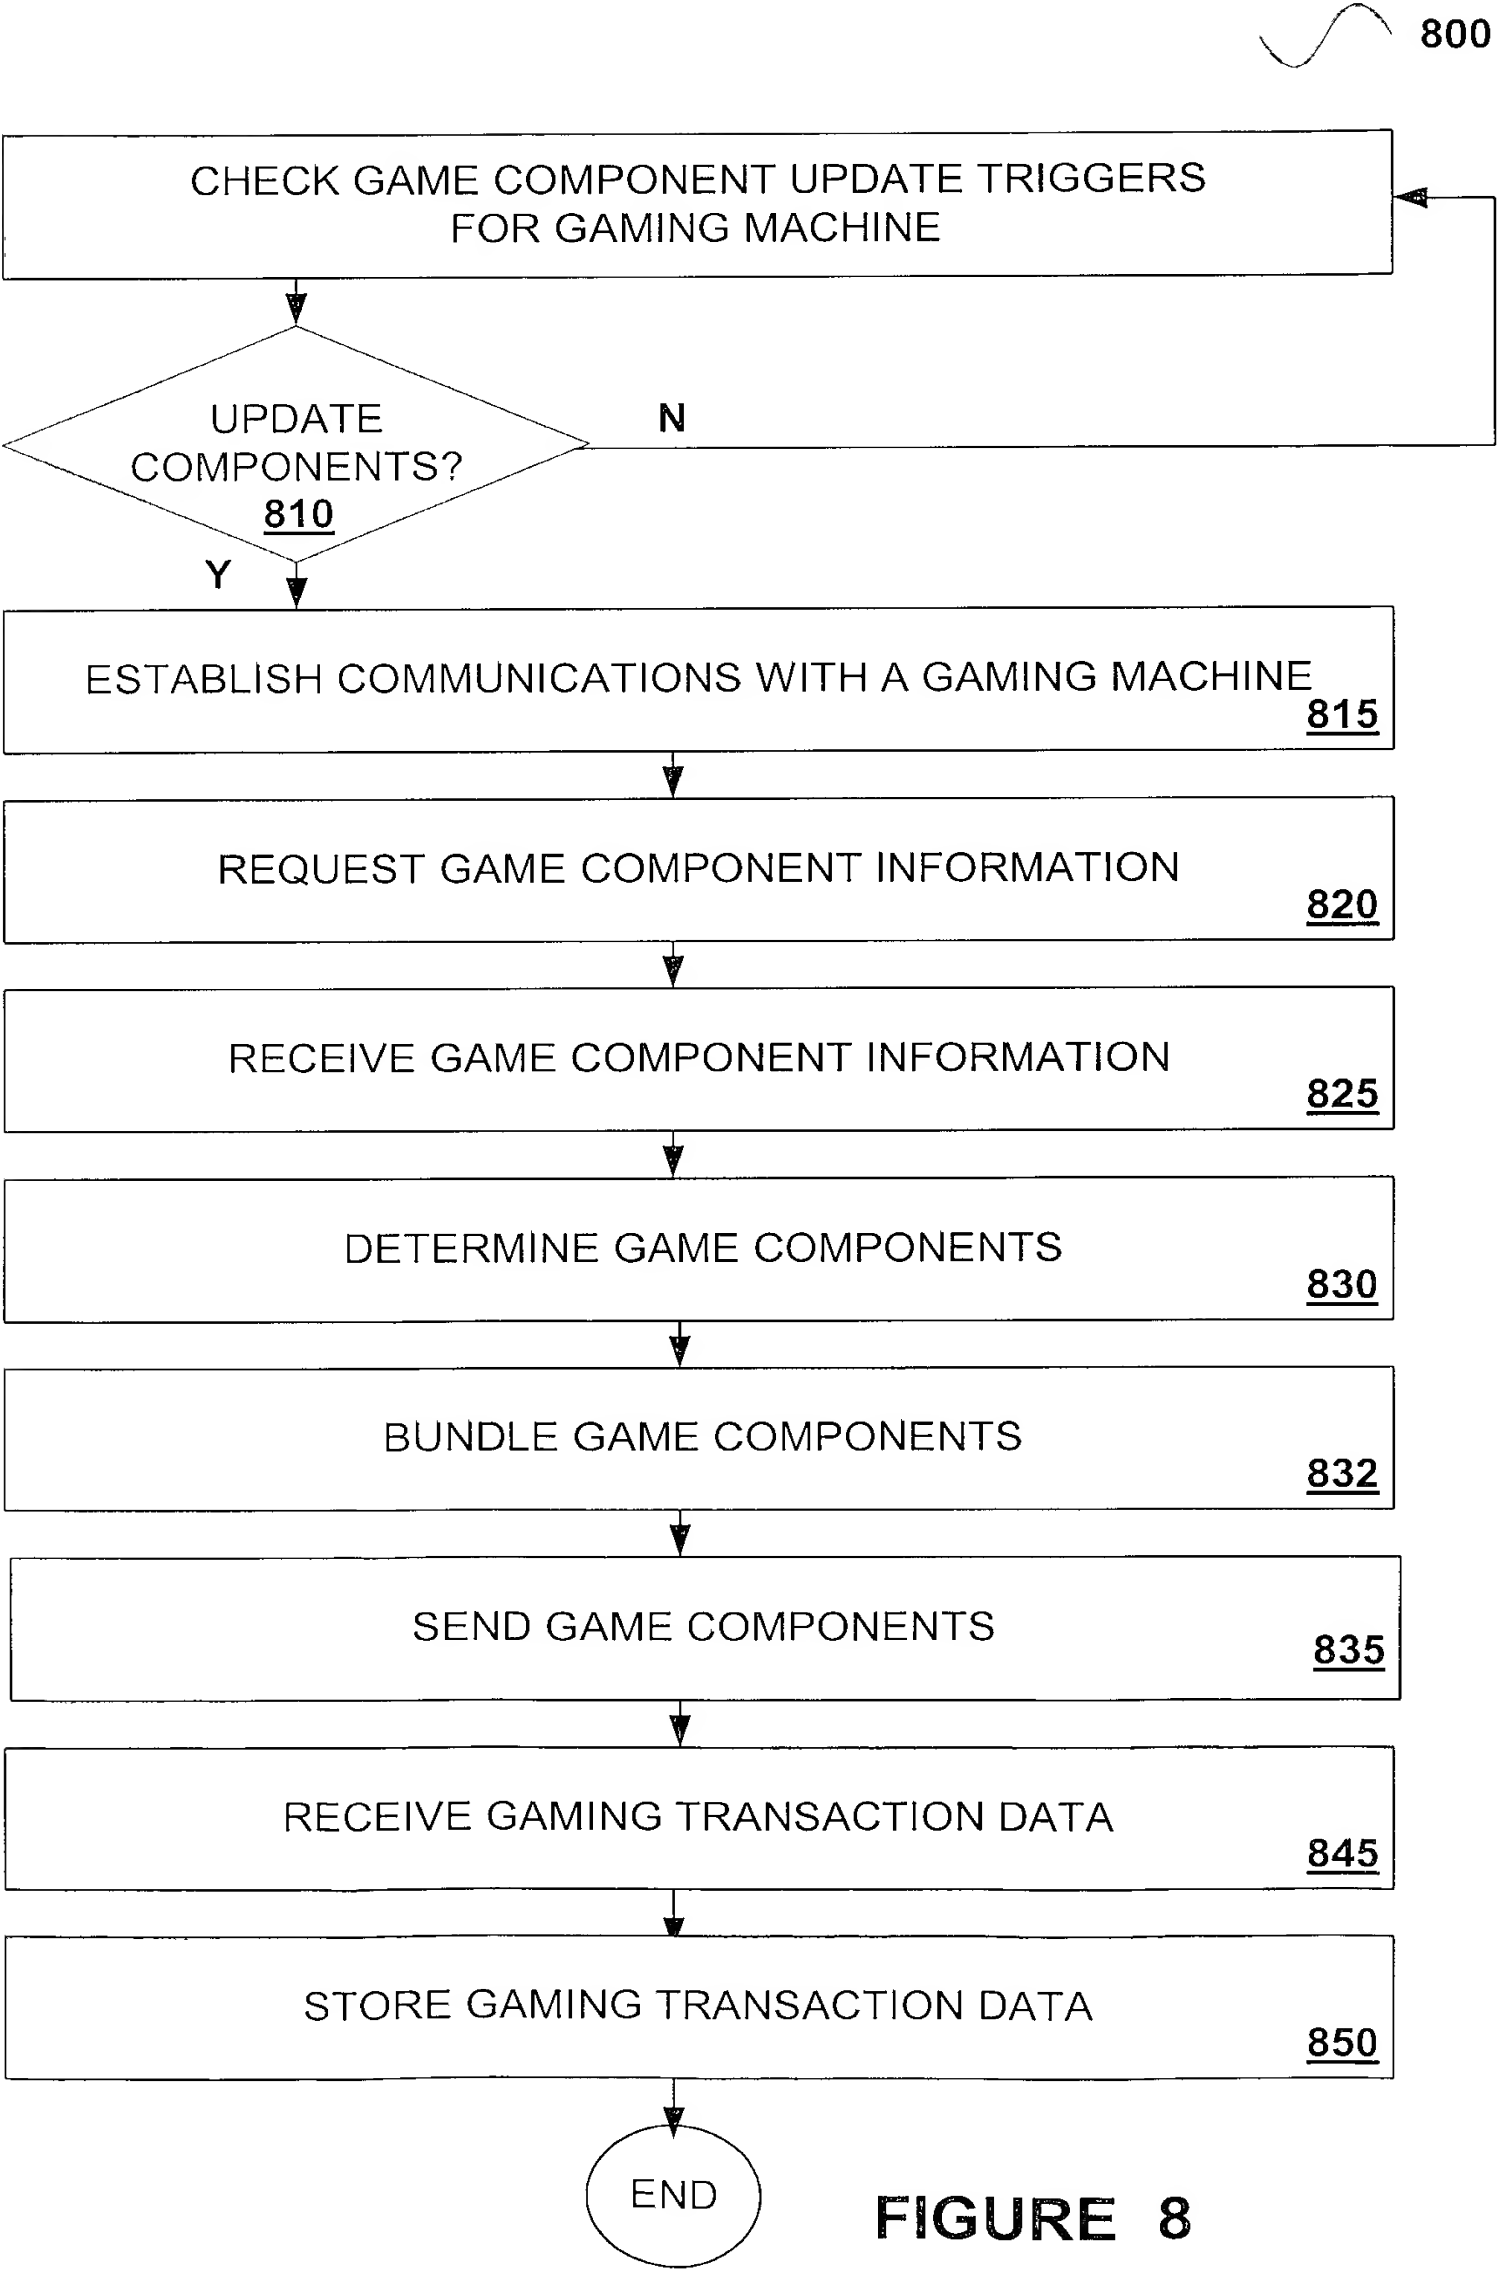 800
CHECK GAME COMPONENT UPDATE TRIGGERS
FOR GAMING MACHINE
UPDATE
COMPONENTS?
810
N
Y
ESTABLISH COMMUNICATIONS WITH A GAMING MACHINE
815
REQUEST GAME COMPONENT INFORMATION
820
RECEIVE GAME COMPONENT INFORMATION
825
DETERMINE GAME COMPONENTS
830
BUNDLE GAME COMPONENTS
832
SEND GAME COMPONENTS
835
RECEIVE GAMING TRANSACTION DATA
845
STORE GAMING TRANSACTION DATA
850
END
FIGURE 8